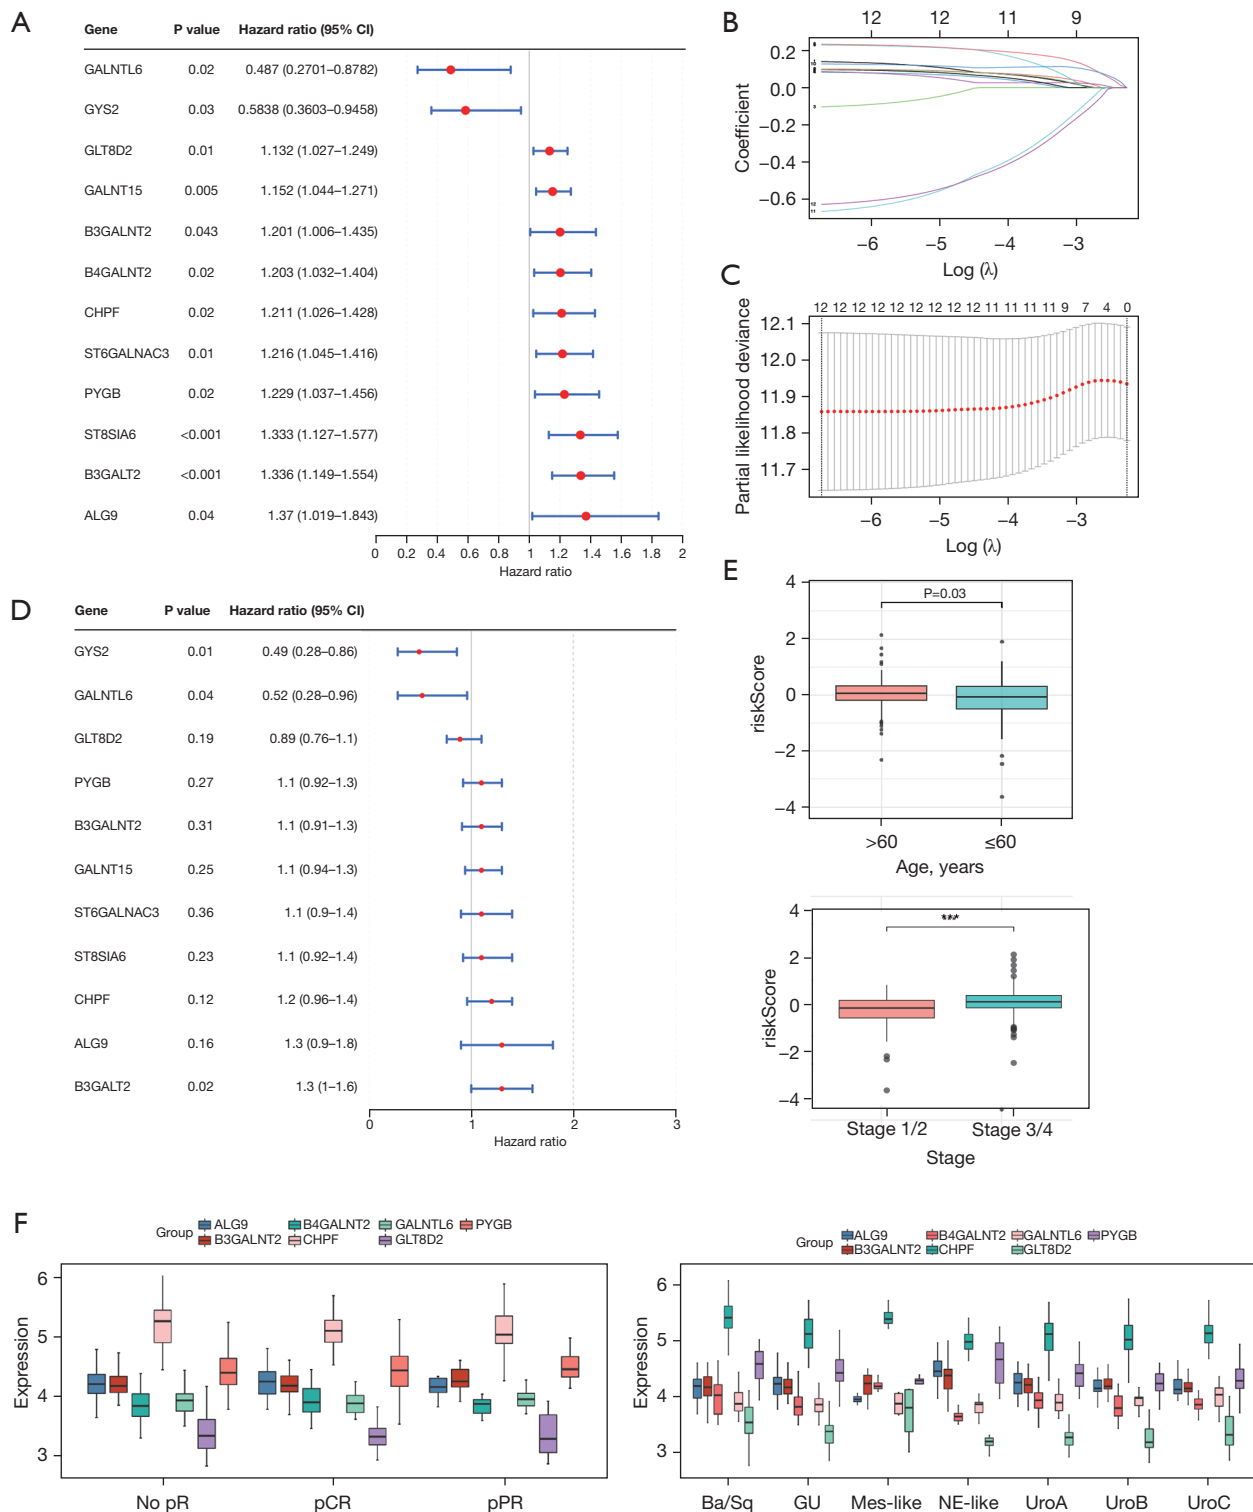 A
Gene P value Hazard ratio (95% CI)
GALNTL6 0.02 0.487 (0.2701–0.8782)
GYS2 0.03 0.5838 (0.3603–0.9458)
GLT8D2 0.01 1.132 (1.027–1.249)
GALNT15 0.005 1.152 (1.044–1.271)
B3GALNT2 0.043 1.201 (1.006–1.435)
B4GALNT2 0.02 1.203 (1.032–1.404)
CHPF 0.02 1.211 (1.026–1.428)
ST6GALNAC3 0.01 1.216 (1.045–1.416)
PYGB 0.02 1.229 (1.037–1.456)
ST8SIA6 <0.001 1.333 (1.127–1.577)
B3GALT2 <0.001 1.336 (1.149–1.554)
ALG9 0.04 1.37 (1.019–1.843)
0 0.2 0.4 0.6 0.8 1 1.2 1.4 1.6 1.8 2
Hazard ratio
B
12 12 11 9
0.2
0.0
−0.2
−0.4
−0.6
Coefficient
3
12
11
−6 −5 −4 −3
Log (λ)
C
12 12 12 12 12 12 12 12 12 11 11 11 11 9 7 4 0
12.1
12.0
11.9
11.8
11.7
Partial likelihood deviance
−6 −5 −4 −3
Log (λ)
D
Gene P value Hazard ratio (95% CI)
GYS2 0.01 0.49 (0.28–0.86)
GALNTL6 0.04 0.52 (0.28–0.96)
GLT8D2 0.19 0.89 (0.76–1.1)
PYGB 0.27 1.1 (0.92–1.3)
B3GALNT2 0.31 1.1 (0.91–1.3)
GALNT15 0.25 1.1 (0.94–1.3)
ST6GALNAC3 0.36 1.1 (0.9–1.4)
ST8SIA6 0.23 1.1 (0.92–1.4)
CHPF 0.12 1.2 (0.96–1.4)
ALG9 0.16 1.3 (0.9–1.8)
B3GALT2 0.02 1.3 (1–1.6)
0 1 2 3
Hazard ratio
E
4
2
0
−2
−4
riskScore
P=0.03
>60 ≤60
Age, years
4
2
0
−2
−4
riskScore
***
Stage 1/2 Stage 3/4
Stage
F
Group ALG9 B4GALNT2 GALNTL6 PYGB
B3GALNT2 CHPF GLT8D2
6
5
4
3
Expression
No pR pCR pPR
Group ALG9 B4GALNT2 GALNTL6 PYGB
B3GALNT2 CHPF GLT8D2
6
5
4
3
Expression
Ba/Sq GU Mes-like NE-like UroA UroB UroC